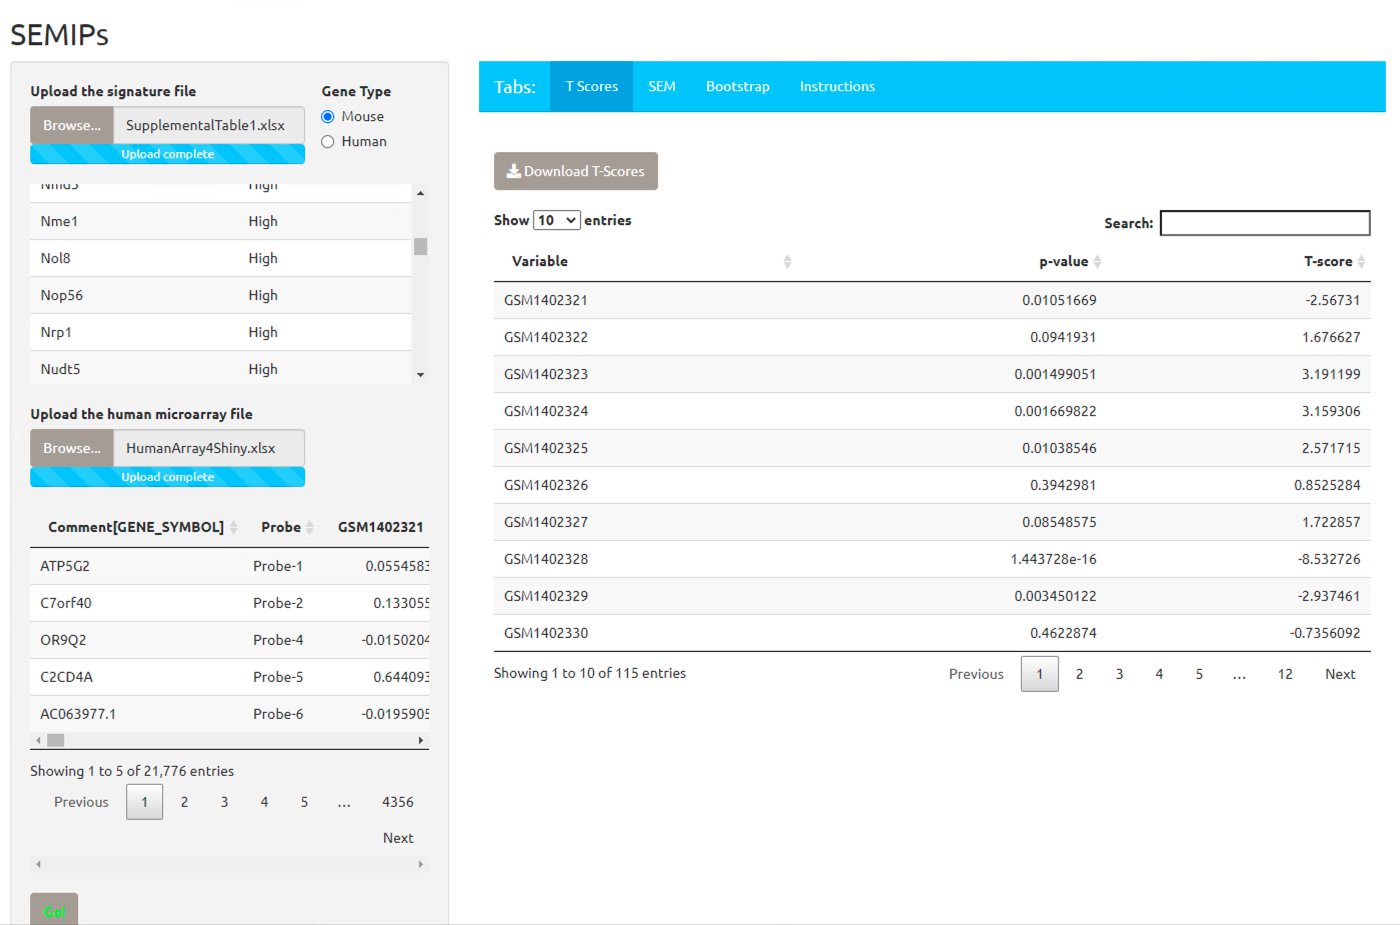 SEMIPs
Upload the signature file
Gene Type
Browse... SupplementalTable1.xlsx
Upload complete
Mouse
Human
High
Nme1 High
Nol8 High
Nop56 High
Nrp1 High
Nudt5 High
Upload the human microarray file
Browse... HumanArray4Shiny.xlsx
Upload complete
Comment[GENE_SYMBOL] Probe GSM1402321
ATP5G2 Probe-1 0.0554583
C7orf40 Probe-2 0.133055
OR9Q2 Probe-4 -0.0150204
C2CD4A Probe-5 0.644093
AC063977.1 Probe-6 -0.0195905
Showing 1 to 5 of 21,776 entries
Previous 1 2 3 4 5 ... 4356
Next
Go!
Tabs: T Scores SEM Bootstrap Instructions
Download T-Scores
Show 10 entries
Search:
Variable p-value T-score
GSM1402321 0.01051669 -2.56731
GSM1402322 0.0941931 1.676627
GSM1402323 0.001499051 3.191199
GSM1402324 0.001669822 3.159306
GSM1402325 0.01038546 2.571715
GSM1402326 0.3942981 0.8525284
GSM1402327 0.08548575 1.722857
GSM1402328 1.443728e-16 -8.532726
GSM1402329 0.003450122 -2.937461
GSM1402330 0.4622874 -0.7356092
Showing 1 to 10 of 115 entries
Previous 1 2 3 4 5 ... 12 Next